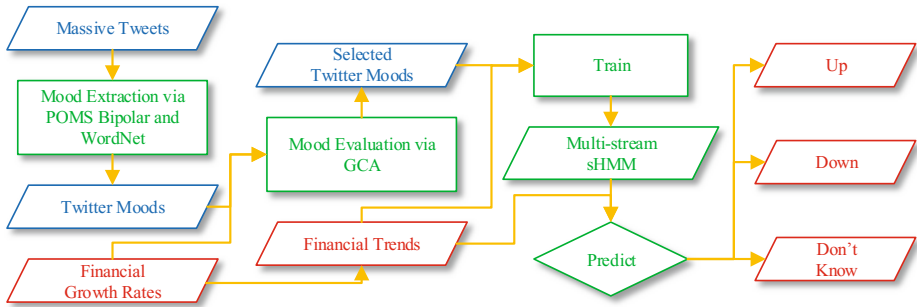 Massive Tweets
Mood Extraction via
POMS Bipolar and
WordNet
Twitter Moods
Financial
Growth Rates
Selected
Twitter Moods
Mood Evaluation via
GCA
Financial Trends
Train
Multi-stream
sHMM
Predict
Up
Down
Don't
Know